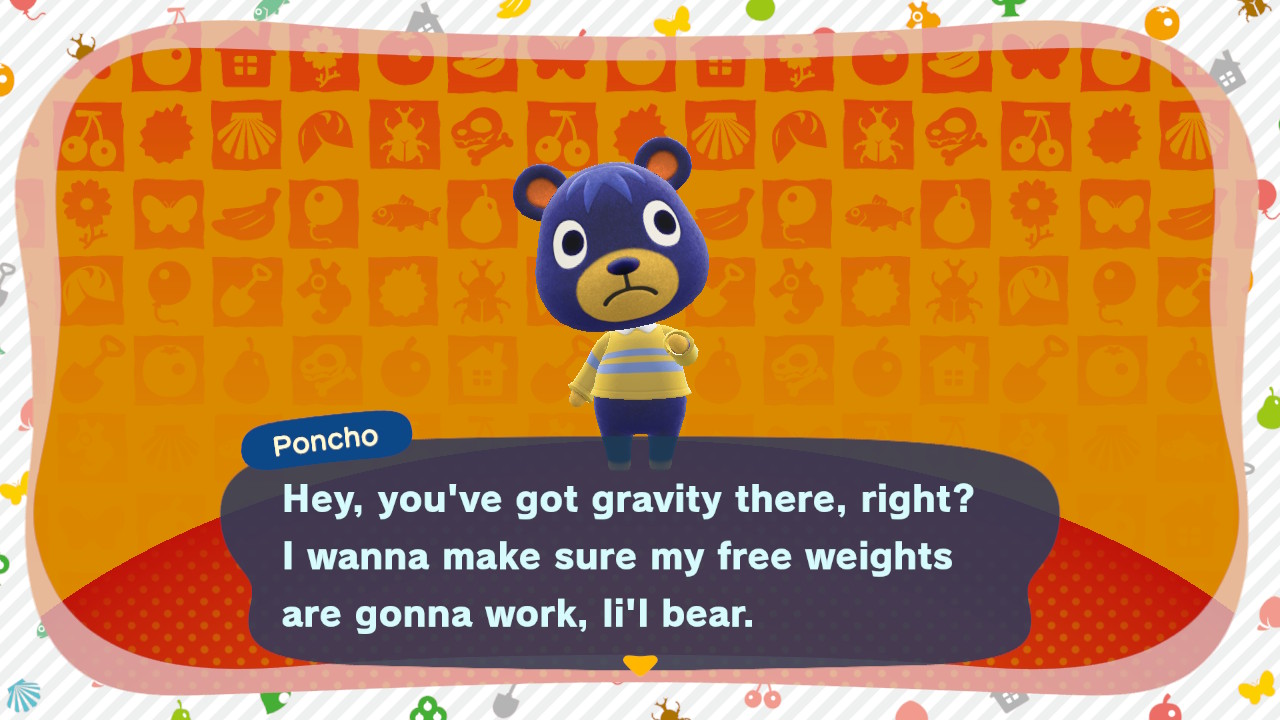 Poncho
Hey, you've got gravity there, right?
I wanna make sure my free weights
are gonna work, li'l bear.